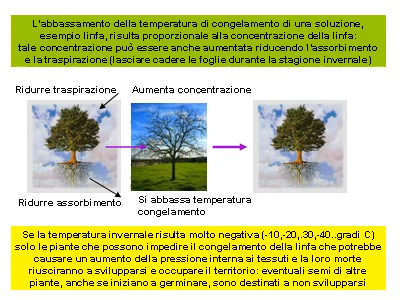 L'abbassamento della temperatura di congelamento di una soluzione,
esempio linfa, risulta proporzionale alla concentrazione della linfa:
tale concentrazione può essere anche aumentata riducendo l'assorbimento
e la traspirazione (lasciare cadere le foglie durante la stagione invernale)
Ridurre traspirazione
Aumenta concentrazione
Ridurre assorbimento
Si abbassa temperatura
congelamento
Se la temperatura invernale risulta molto negativa (-10,-20,.30,-40..gradi C)
solo le piante che possono impedire il congelamento della linfa che potrebbe
causare un aumento della pressione interna ai tessuti e la loro morte
riusciranno a svilupparsi e occupare il territorio: eventuali semi di altre
piante, anche se iniziano a germinare, sono destinati a non svilupparsi